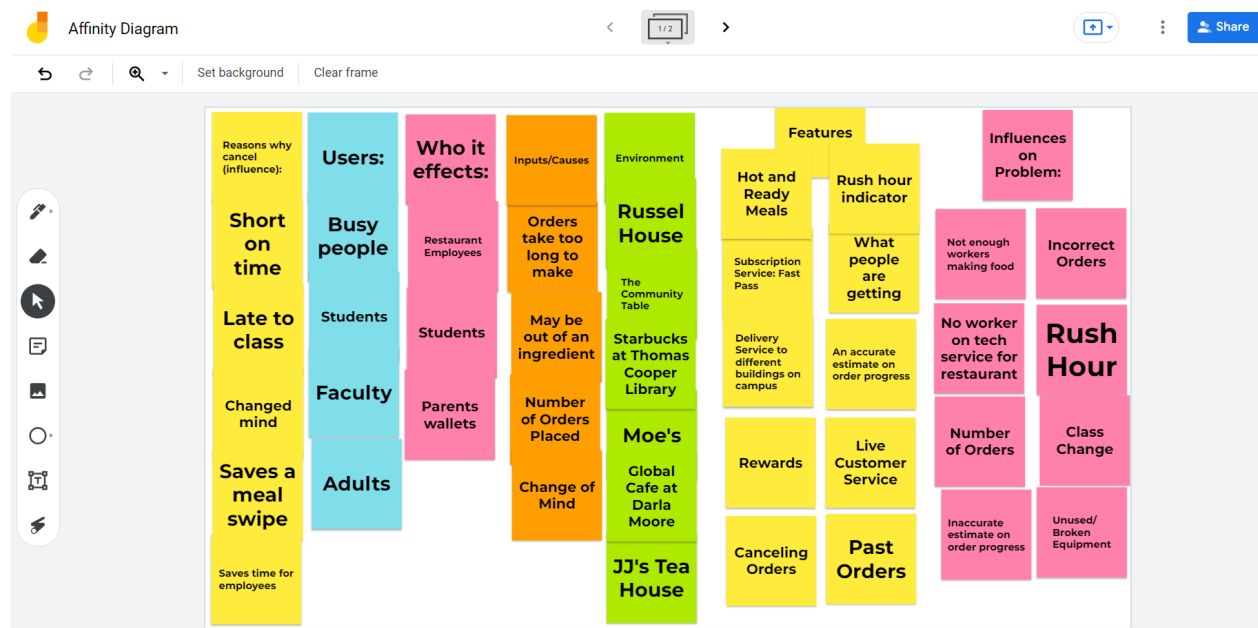 Affinity Diagram
1 / 2
Share
Set background
Clear frame
Reasons why
cancel
(influence):
Short
on
time
Late to
class
Changed
mind
Saves a
meal
swipe
Saves time for
employees
Users:
Busy
people
Students
Faculty
Adults
Who it
effects:
Restaurant
Employees
Students
Parents
wallets
Inputs/Causes
Orders
take too
long to
make
May be
out of an
ingredient
Number
of Orders
Placed
Change of
Mind
Environment
Russel
House
The
Community
Table
Starbucks
at Thomas
Cooper
Library
Moe's
Global
Cafe at
Darla
Moore
JJ's Tea
House
Features
Hot and
Ready
Meals
Rush hour
indicator
Subscription
Service: Fast
Pass
What
people
are
getting
Delivery
Service to
different
buildings on
campus
An accurate
estimate on
order progress
Rewards
Live
Customer
Service
Canceling
Orders
Past
Orders
Influences
on
Problem:
Not enough
workers
making food
Incorrect
Orders
No worker
on tech
service for
restaurant
Rush
Hour
Number
of Orders
Class
Change
Inaccurate
estimate on
order progress
Unused/
Broken
Equipment
T